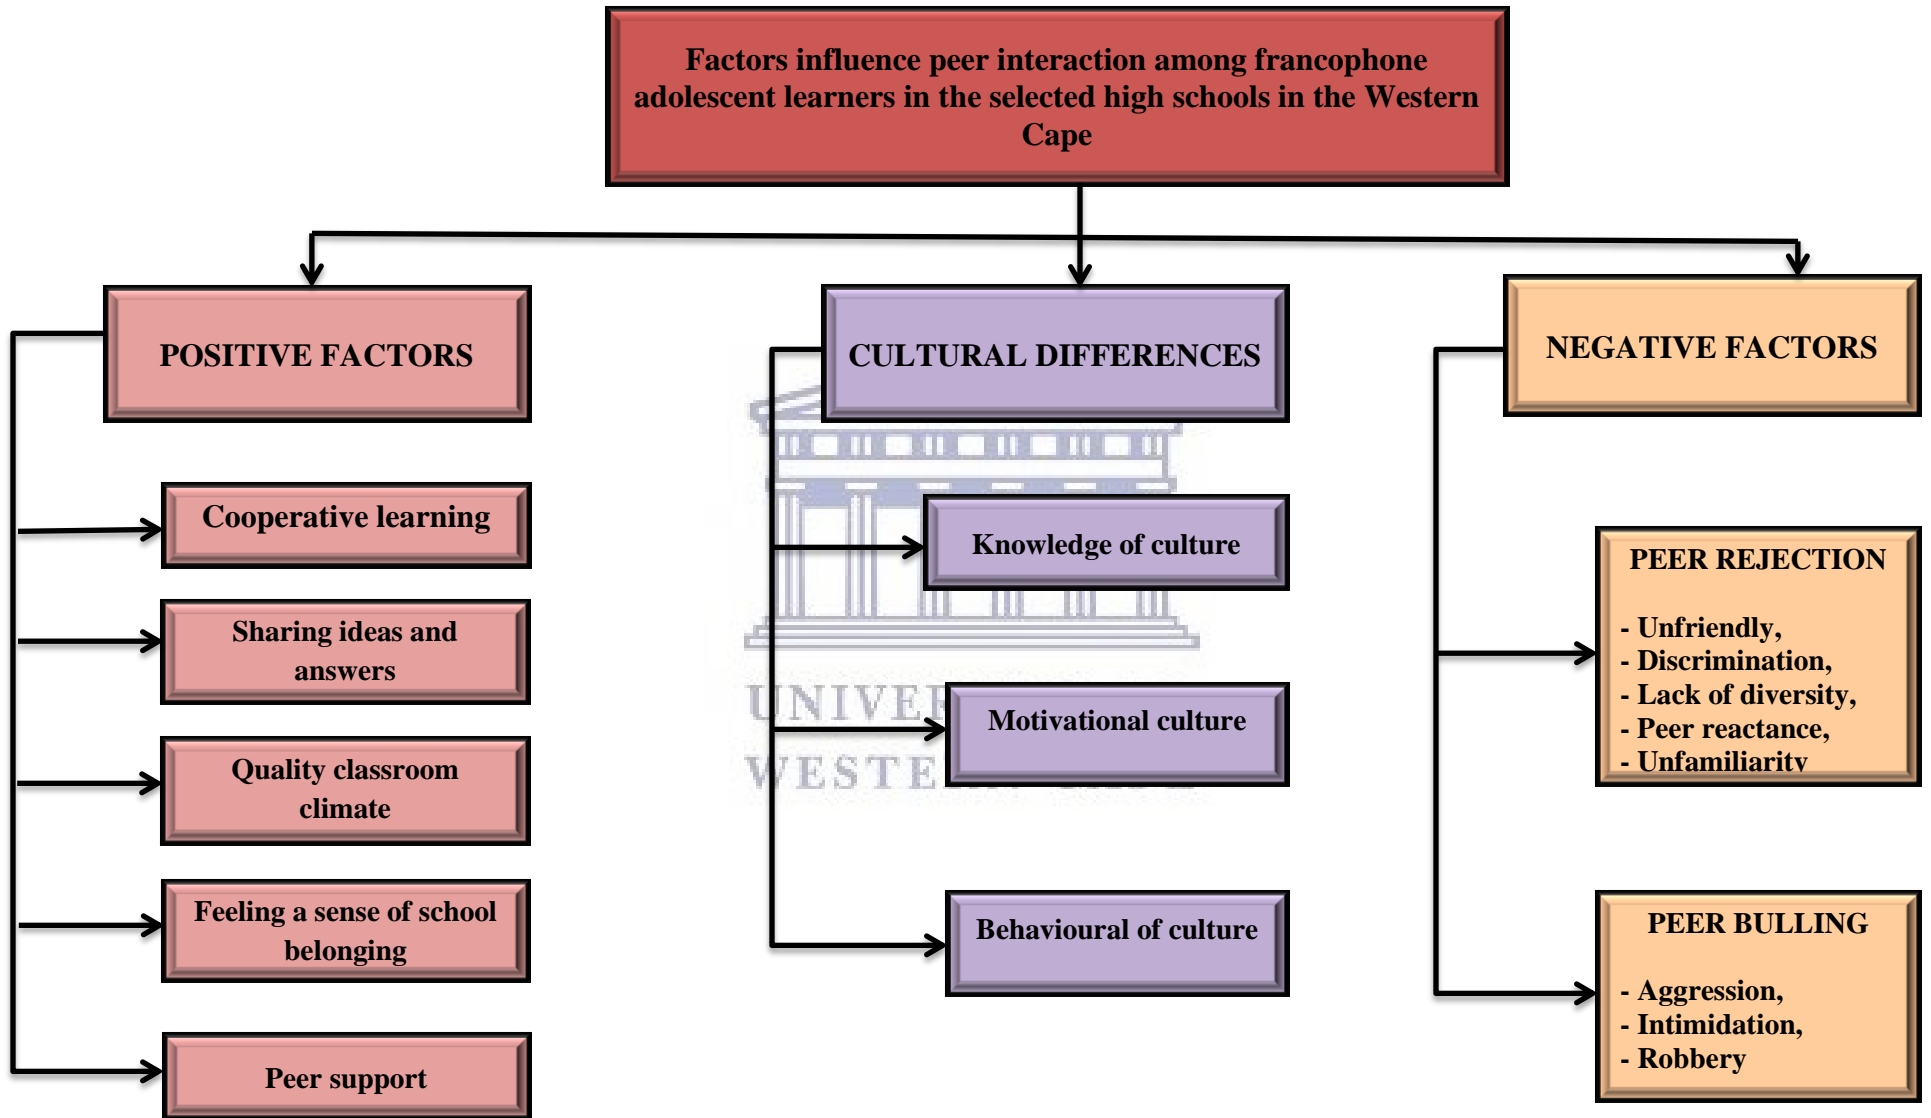 Factors influence peer interaction among francophone
adolescent learners in the selected high schools in the Western
Cape
POSITIVE FACTORS
Cooperative learning
Sharing ideas and
answers
Quality classroom
climate
Feeling a sense of school
belonging
Peer support
CULTURAL DIFFERENCES
Knowledge of culture
Motivational culture
Behavioural of culture
NEGATIVE FACTORS
PEER REJECTION
- Unfriendly,
- Discrimination,
- Lack of diversity,
- Peer reactance,
- Unfamiliarity
PEER BULLING
- Aggression,
- Intimidation,
- Robbery